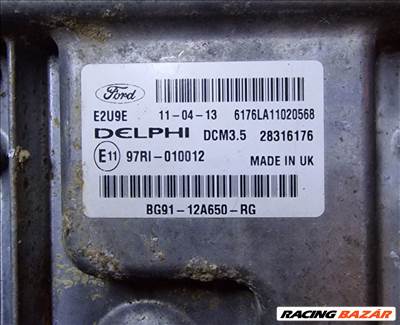 Ford
E2U9E 11-04-13 6176LA11020568
DELPHI DCM3.5 28316176
E11 97RI-010012 MADE IN UK
BG91-12A650-RG
RACING BAZÁR